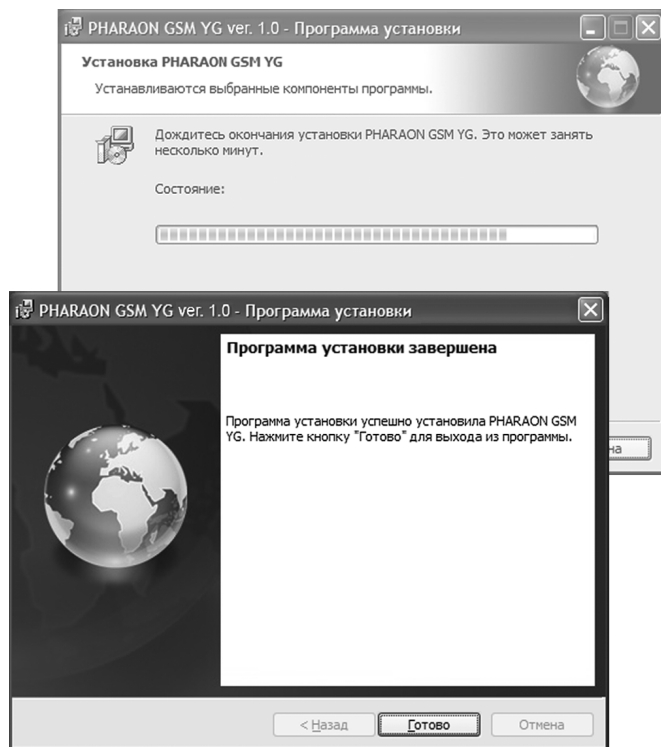 PHARAON GSM YG ver. 1.0 - Программа установки
Установка PHARAON GSM YG
Устанавливаются выбранные компоненты программы.
Дождитесь окончания установки PHARAON GSM YG. Это может занять
несколько минут.
Состояние:
PHARAON GSM YG ver. 1.0 - Программа установки
Программа установки завершена
Программа установки успешно установила PHARAON GSM
YG. Нажмите кнопку "Готово" для выхода из программы.
< Назад
Готово
Отмена